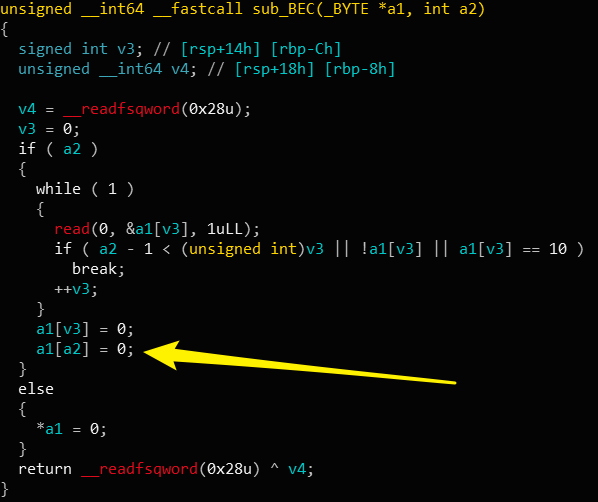 unsigned __int64 __fastcall sub_BEC(_BYTE *a1, int a2)
{
  signed int v3; // [rsp+14h] [rbp-Ch]
  unsigned __int64 v4; // [rsp+18h] [rbp-8h]

  v4 = __readfsqword(0x28u);
  v3 = 0;
  if ( a2 )
  {
    while ( 1 )
    {
      read(0, &a1[v3], 1uLL);
      if ( a2 - 1 < (unsigned int)v3 || !a1[v3] || a1[v3] == 10 )
        break;
      ++v3;
    }
    a1[v3] = 0;
    a1[a2] = 0;
  }
  else
  {
    *a1 = 0;
  }
  return __readfsqword(0x28u) ^ v4;
}